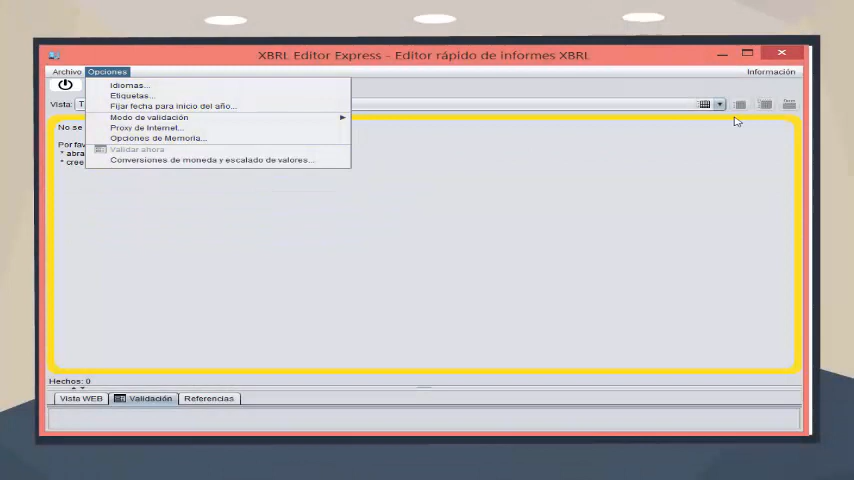 XBRL Editor Express - Editor rápido de informes XBRL
Archivo Opciones Información
Idiomas...
Etiquetas...
Vista: T
Fijar fecha para inicio del año...
Modo de validación
No se
Proxy de Internet...
Opciones de Memoria...
Por fav
Validar ahora
* abra
Conversiones de moneda y escalado de valores...
* cree
Hechos: 0
Vista WEB Validación Referencias